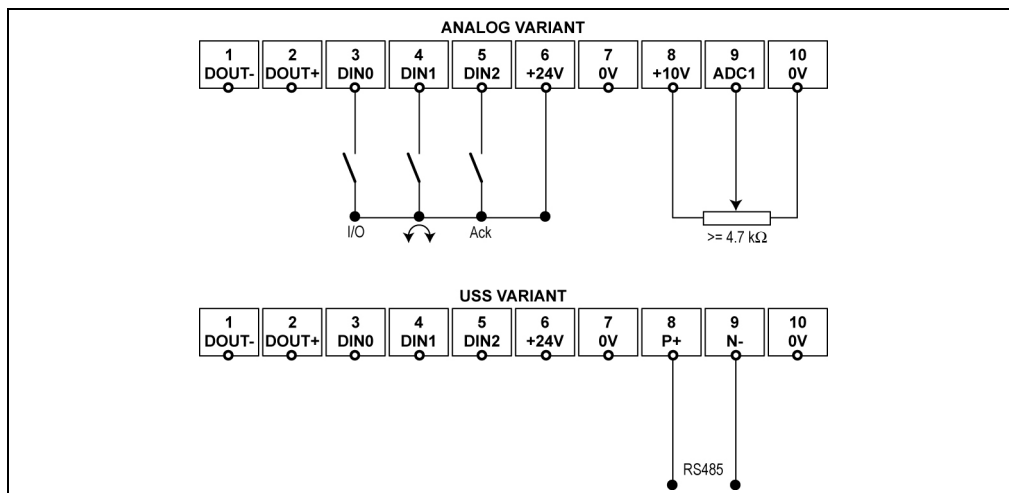 ANALOG VARIANT
1 2 3 4 5 6 7 8 9 10
DOUT- DOUT+ DIN0 DIN1 DIN2 +24V 0V +10V ADC1 0V
I/O Ack
>= 4.7 kΩ
USS VARIANT
1 2 3 4 5 6 7 8 9 10
DOUT- DOUT+ DIN0 DIN1 DIN2 +24V 0V P+ N- 0V
RS485